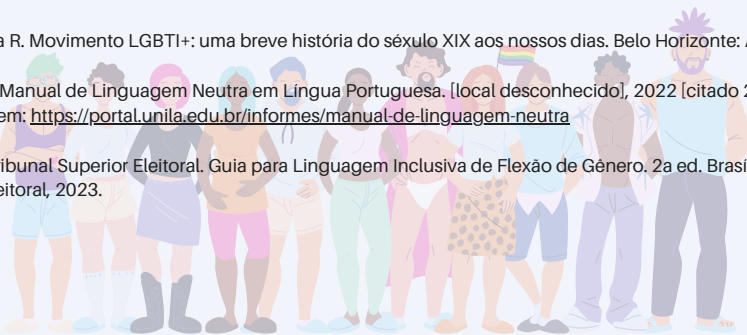 a R. Movimento LGBTI+: uma breve história do séxulo XIX aos nossos dias. Belo Horizonte:
Manual de Linguagem Neutra em Língua Portuguesa. [local desconhecido], 2022 [citado 2
em: https://portal.unila.edu.br/informes/manual-de-linguagem-neutra
ribunal Superior Eleitoral. Guia para Linguagem Inclusiva de Flexão de Gênero. 2a ed. Brasí
eitoral, 2023.